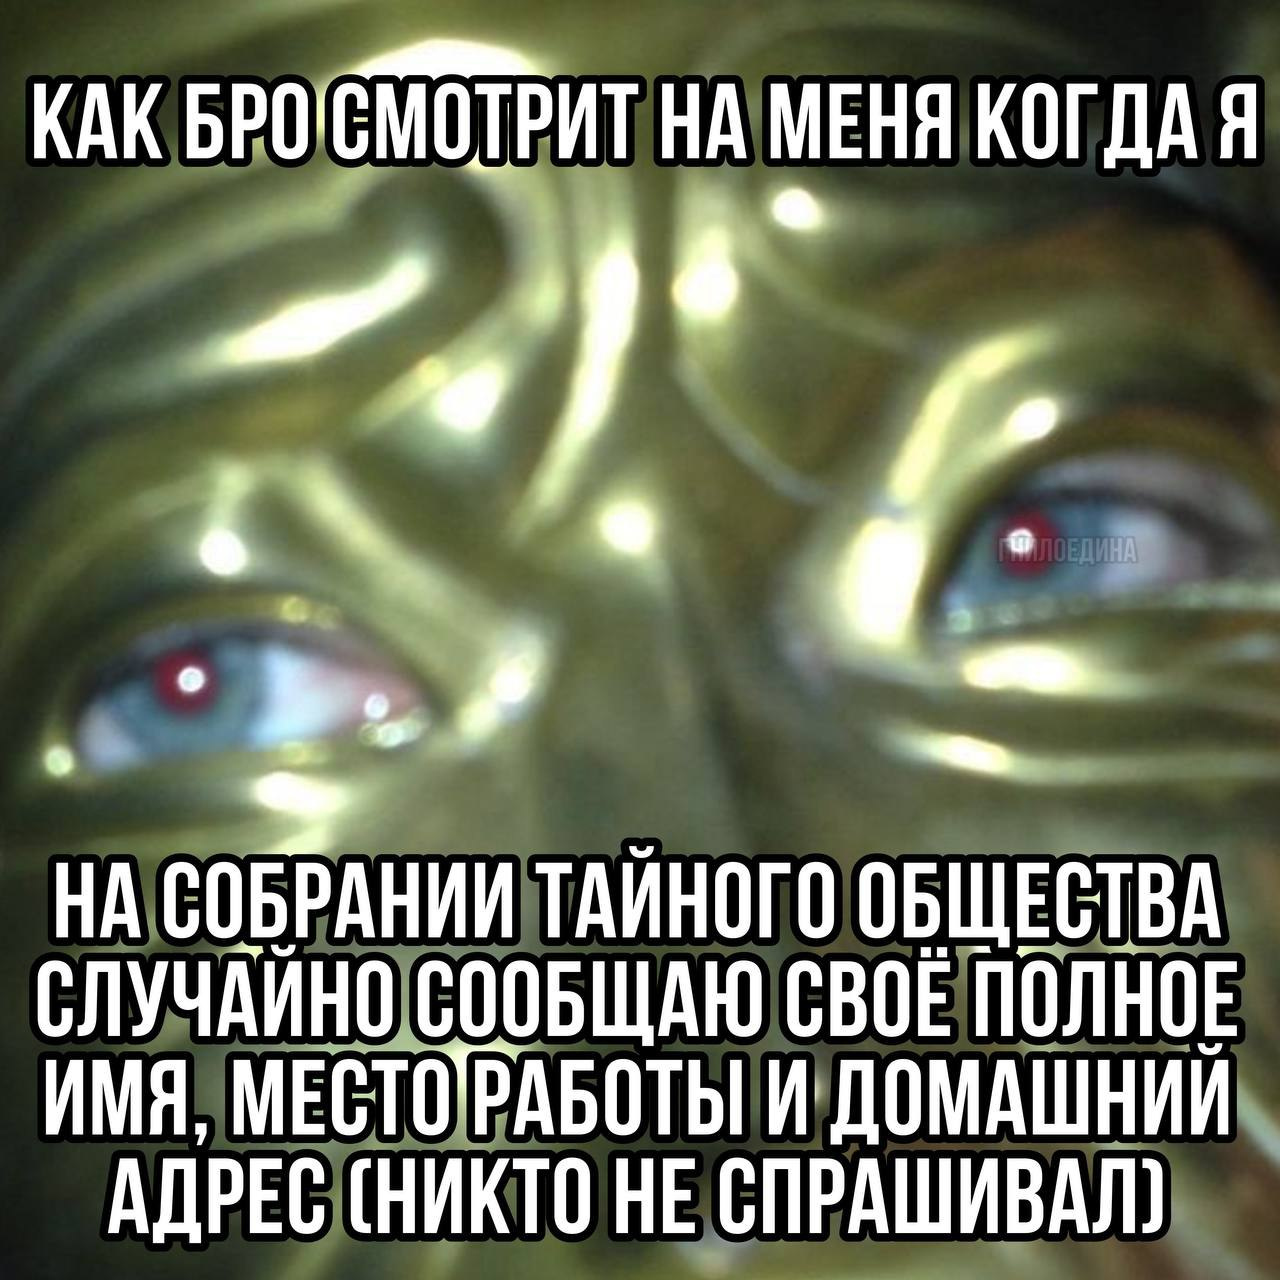 КАК БРО СМОТРИТ НА МЕНЯ КОГДА Я
ГНИЛОЕДИНА
НА СОБРАНИИ ТАЙНОГО ОБЩЕСТВА
СЛУЧАЙНО СООБЩАЮ СВОЁ ПОЛНОЕ
ИМЯ, МЕСТО РАБОТЫ И ДОМАШНИЙ
АДРЕС (НИКТО НЕ СПРАШИВАЛ)